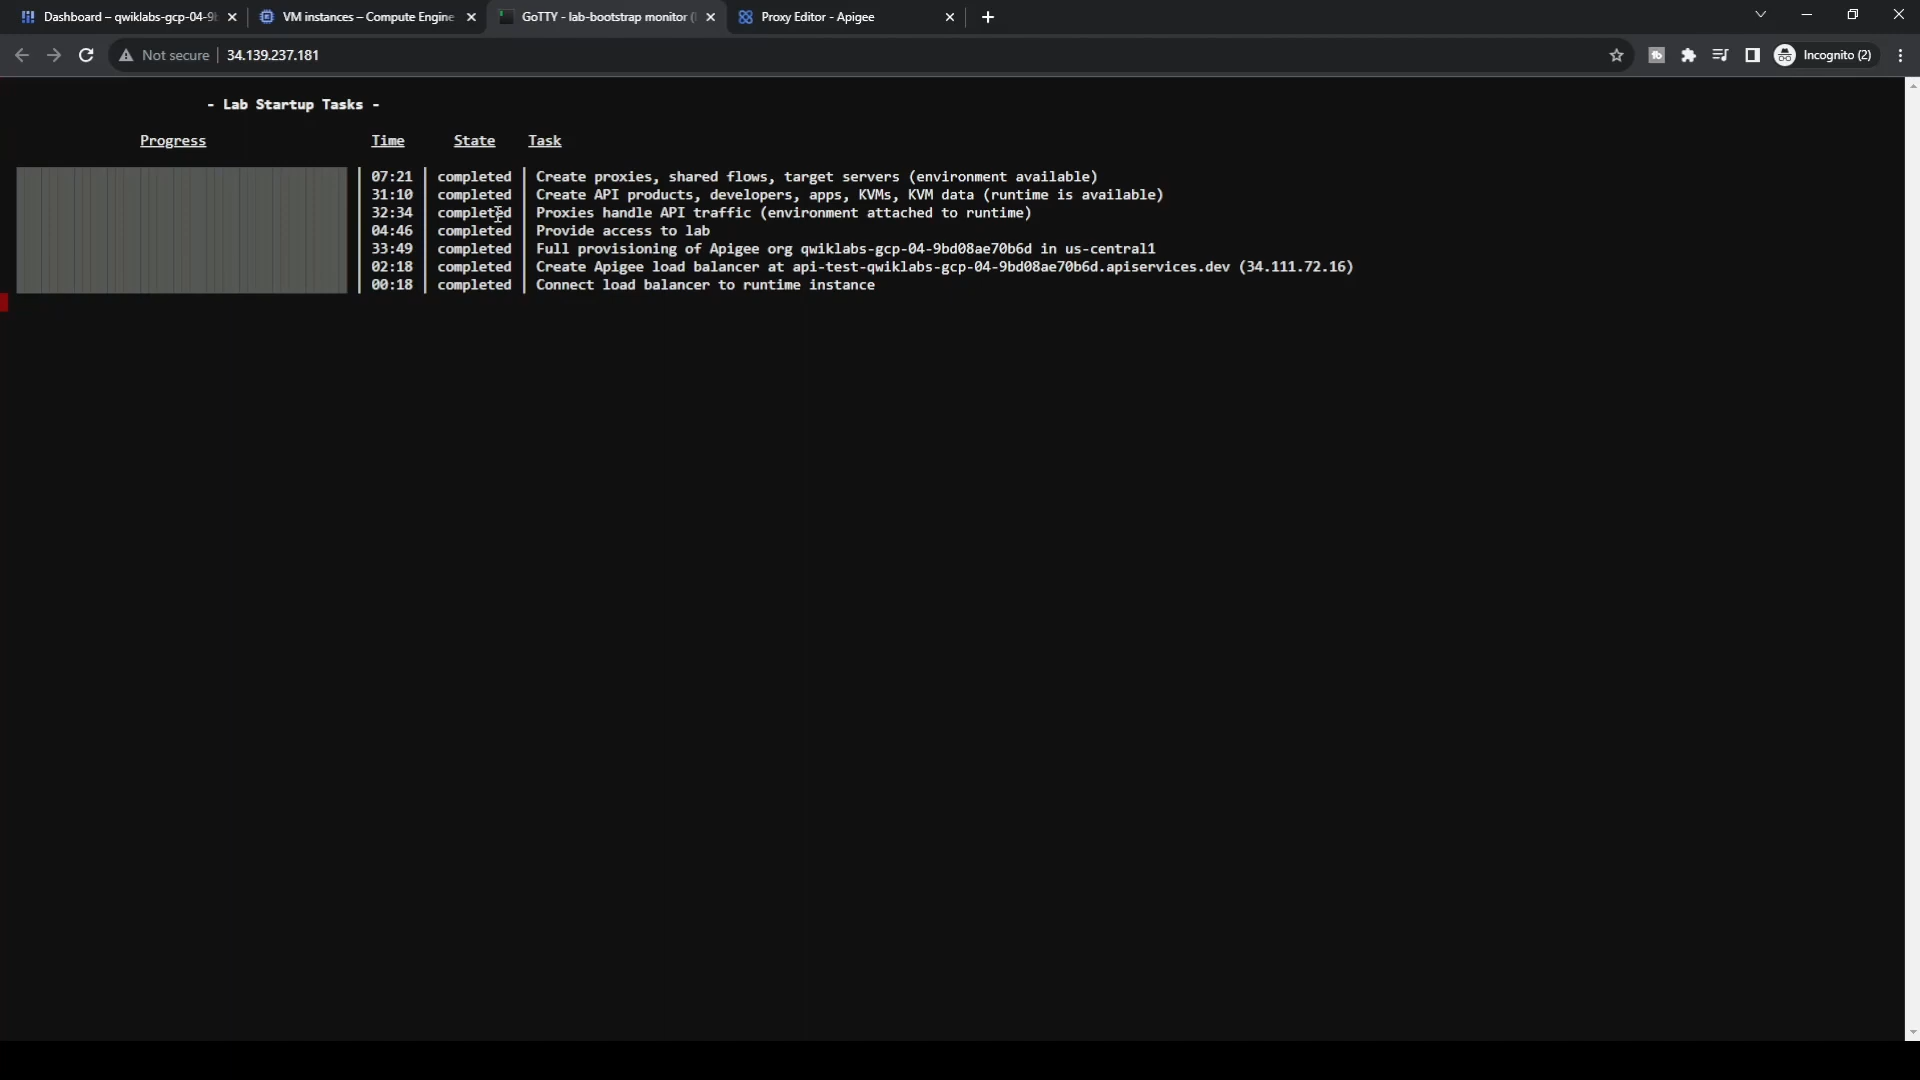 Dashboard – qwiklabs-gcp-04-9
VM instances – Compute Engine
GoTTY - lab-bootstrap monitor (
Proxy Editor - Apigee
Not secure
34.139.237.181
Incognito (2)
- Lab Startup Tasks -
Progress Time State Task
07:21 | completed | Create proxies, shared flows, target servers (environment available)
31:10 | completed | Create API products, developers, apps, KVMs, KVM data (runtime is available)
32:34 | completed | Proxies handle API traffic (environment attached to runtime)
04:46 | completed | Provide access to lab
33:49 | completed | Full provisioning of Apigee org qwiklabs-gcp-04-9bd08ae70b6d in us-central1
02:18 | completed | Create Apigee load balancer at api-test-qwiklabs-gcp-04-9bd08ae70b6d.apiservices.dev (34.111.72.16)
00:18 | completed | Connect load balancer to runtime instance